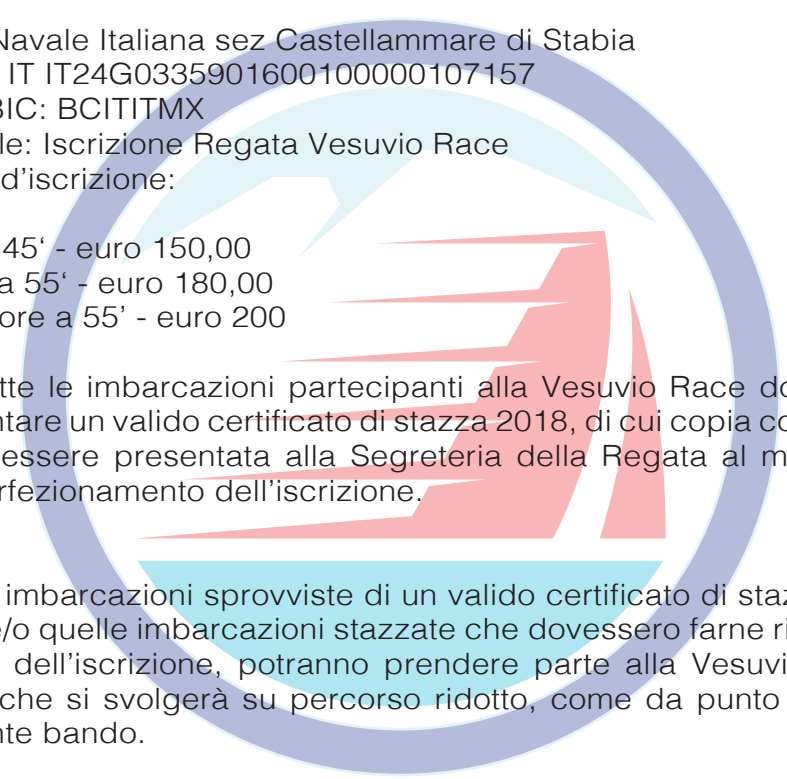 Navale Italiana sez Castellammare di Stabia
IT IT24G0335901600100000107157
BIC: BCITITMX
le: Iscrizione Regata Vesuvio Race
d’iscrizione:
45‘ - euro 150,00
a 55‘ - euro 180,00
ore a 55’ - euro 200
tte le imbarcazioni partecipanti alla Vesuvio Race do
ntare un valido certificato di stazza 2018, di cui copia co
essere presentata alla Segreteria della Regata al m
rfezionamento dell’iscrizione.
imbarcazioni sprovviste di un valido certificato di staz
e/o quelle imbarcazioni stazzate che dovessero farne ri
dell’iscrizione, potranno prendere parte alla Vesuvi
che si svolgerà su percorso ridotto, come da punto
nte bando.